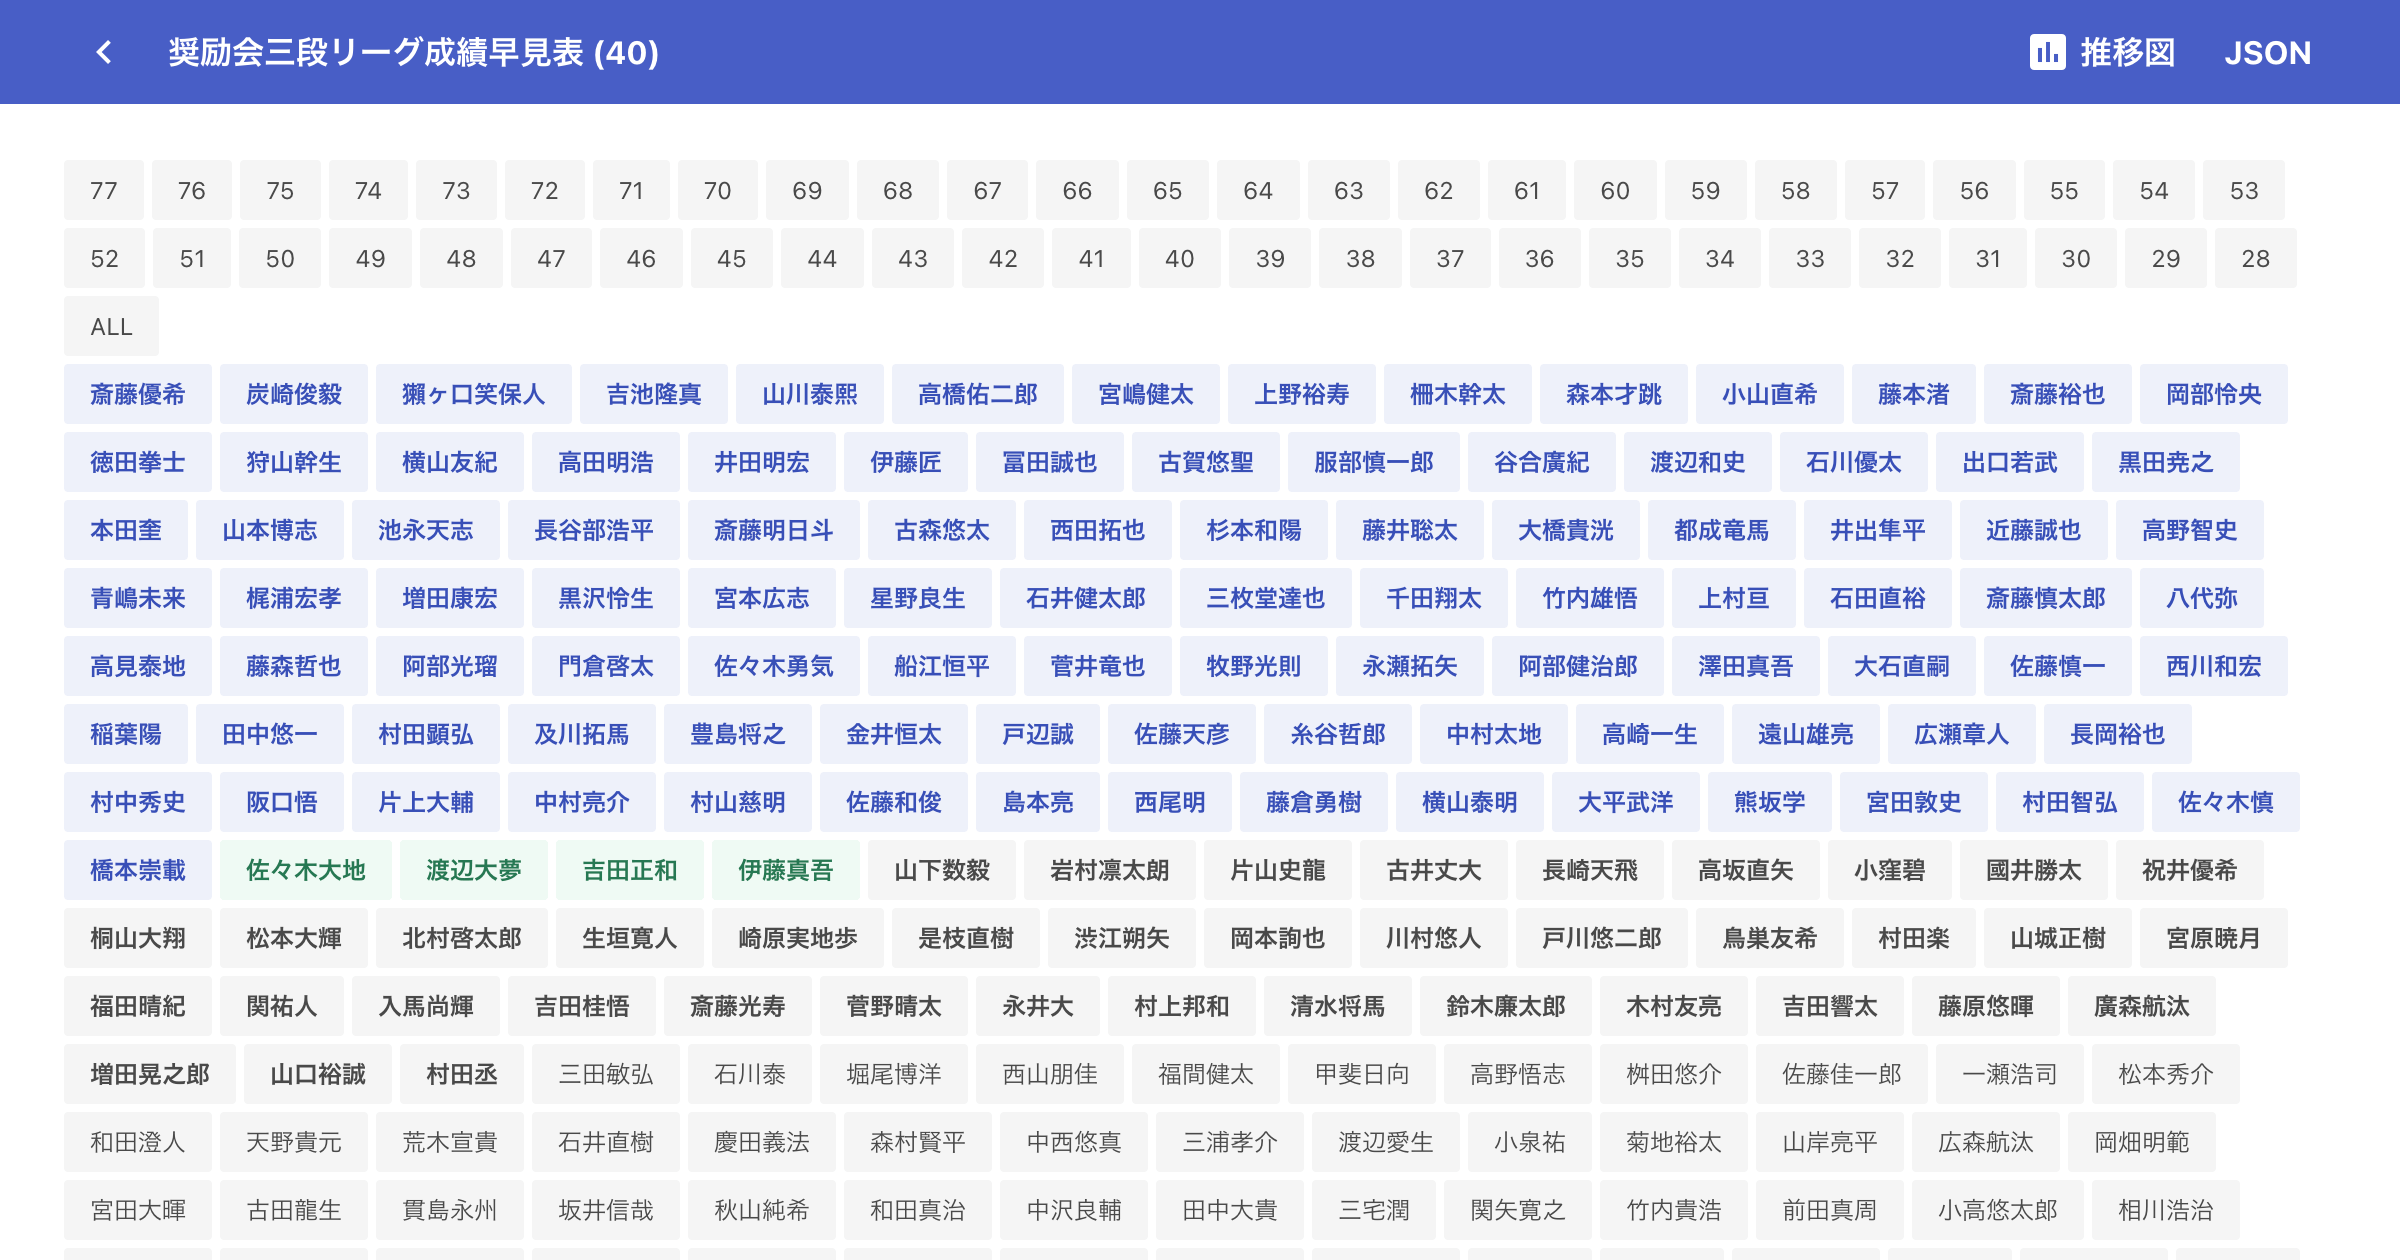 奨励会三段リーグ成績早見表 (40) 推移図 JSON
77 76 75 74 73 72 71 70 69 68 67 66 65 64 63 62 61 60 59 58 57 56 55 54 53
52 51 50 49 48 47 46 45 44 43 42 41 40 39 38 37 36 35 34 33 32 31 30 29 28
ALL
斎藤優希 炭崎俊毅 獺ヶ口笑保人 吉池隆真 山川泰熙 高橋佑二郎 宮嶋健太 上野裕寿 柵木幹太 森本才跳 小山直希 藤本渚 斎藤裕也 岡部怜央
徳田拳士 狩山幹生 横山友紀 高田明浩 井田明宏 伊藤匠 冨田誠也 古賀悠聖 服部慎一郎 谷合廣紀 渡辺和史 石川優太 出口若武 黒田尭之
本田奎 山本博志 池永天志 長谷部浩平 斎藤明日斗 古森悠太 西田拓也 杉本和陽 藤井聡太 大橋貴洸 都成竜馬 井出隼平 近藤誠也 高野智史
青嶋未来 梶浦宏孝 増田康宏 黒沢怜生 宮本広志 星野良生 石井健太郎 三枚堂達也 千田翔太 竹内雄悟 上村亘 石田直裕 斎藤慎太郎 八代弥
高見泰地 藤森哲也 阿部光瑠 門倉啓太 佐々木勇気 船江恒平 菅井竜也 牧野光則 永瀬拓矢 阿部健治郎 澤田真吾 大石直嗣 佐藤慎一 西川和宏
稲葉陽 田中悠一 村田顕弘 及川拓馬 豊島将之 金井恒太 戸辺誠 佐藤天彦 糸谷哲郎 中村太地 高崎一生 遠山雄亮 広瀬章人 長岡裕也
村中秀史 阪口悟 片上大輔 中村亮介 村山慈明 佐藤和俊 島本亮 西尾明 藤倉勇樹 横山泰明 大平武洋 熊坂学 宮田敦史 村田智弘 佐々木慎
橋本崇載 佐々木大地 渡辺大夢 吉田正和 伊藤真吾 山下数毅 岩村凛太朗 片山史龍 古井丈大 長崎天飛 高坂直矢 小窪碧 國井勝太 祝井優希
桐山大翔 松本大輝 北村啓太郎 生垣寛人 崎原実地歩 是枝直樹 渋江朔矢 岡本詢也 川村悠人 戸川悠二郎 鳥巣友希 村田楽 山城正樹 宮原暁月
福田晴紀 関祐人 入馬尚輝 吉田桂悟 斎藤光寿 菅野晴太 永井大 村上邦和 清水将馬 鈴木廉太郎 木村友亮 吉田響太 藤原悠暉 廣森航汰
増田晃之郎 山口裕誠 村田丞 三田敏弘 石川泰 堀尾博洋 西山朋佳 福間健太 甲斐日向 高野悟志 桝田悠介 佐藤佳一郎 一瀬浩司 松本秀介
和田澄人 天野貴元 荒木宣貴 石井直樹 慶田義法 森村賢平 中西悠真 三浦孝介 渡辺愛生 小泉祐 菊地裕太 山岸亮平 広森航汰 岡畑明範
宮田大暉 古田龍生 貫島永州 坂井信哉 秋山純希 和田真治 中沢良輔 田中大貴 三宅潤 関矢寛之 竹内貴浩 前田真周 小高悠太郎 相川浩治